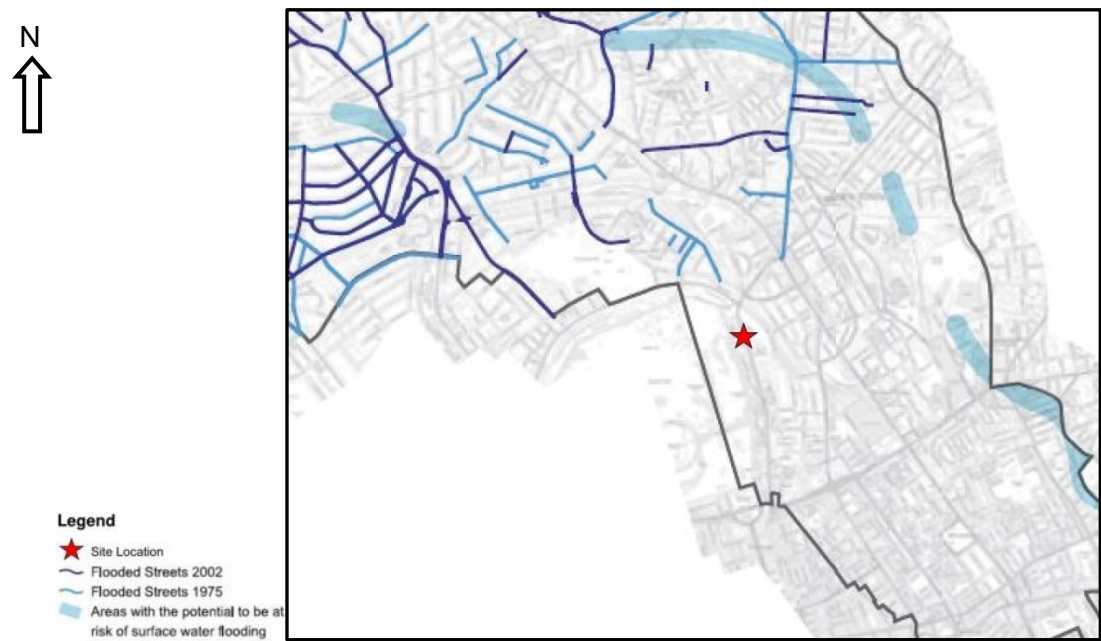 N
Legend
Site Location
Flooded Streets 2002
Flooded Streets 1975
Areas with the potential to be at
risk of surface water flooding